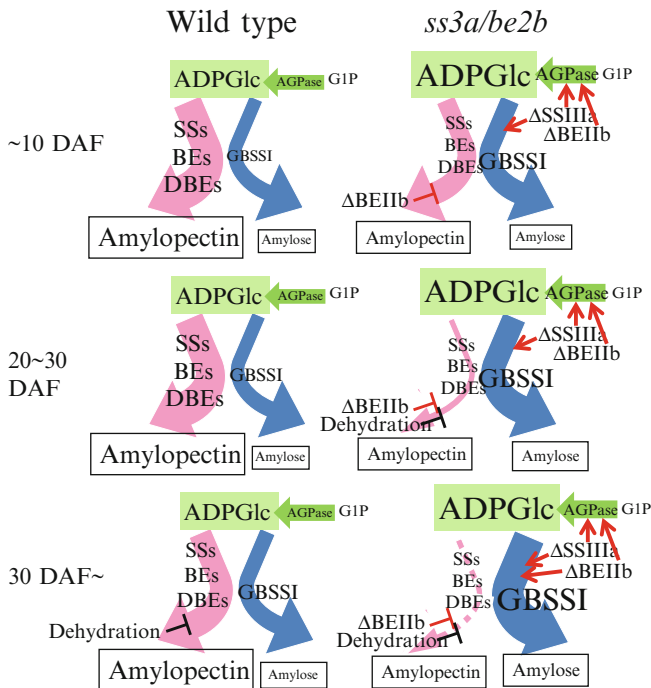 Wild type
ss3a/be2b
~10 DAF
ADPGlc
AGPase
G1P
SSs
BEs
DBEs
GBSSI
Amylopectin
Amylose
ADPGlc
AGPase
G1P
ΔSSIIIa
ΔBEIIb
SSs
BEs
DBEs
GBSSI
ΔBEIIb
Amylopectin
Amylose
20~30
DAF
ADPGlc
AGPase
G1P
SSs
BEs
DBEs
GBSSI
Amylopectin
Amylose
ADPGlc
AGPase
G1P
ΔSSIIIa
ΔBEIIb
SSs
BEs
DBEs
GBSSI
ΔBEIIb
Dehydration
Amylopectin
Amylose
30 DAF~
ADPGlc
AGPase
G1P
SSs
BEs
DBEs
GBSSI
Dehydration
Amylopectin
Amylose
ADPGlc
AGPase
G1P
ΔSSIIIa
ΔBEIIb
SSs
BEs
DBEs
GBSSI
ΔBEIIb
Dehydration
Amylopectin
Amylose